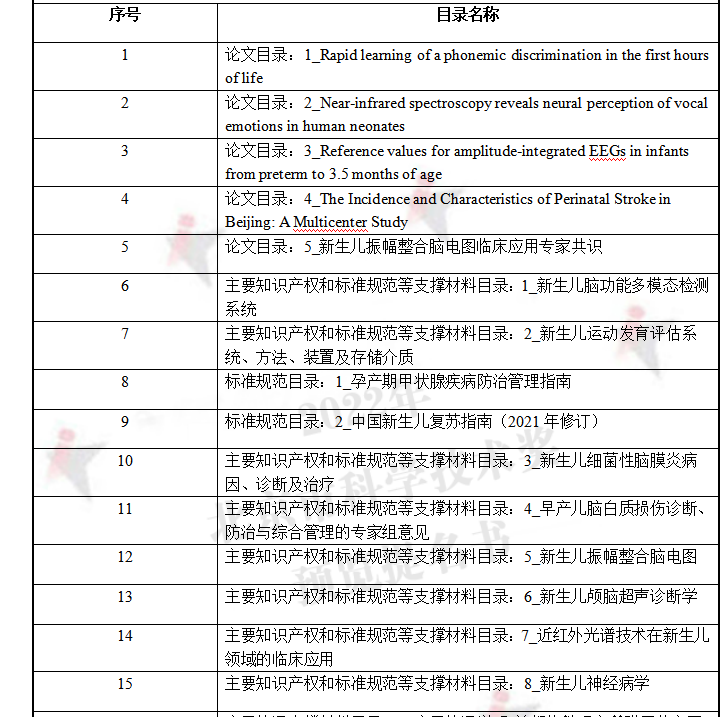 序号 目录名称
1 论文目录：1_Rapid learning of a phonemic discrimination in the first hours
of life
2 论文目录：2_Near-infrared spectroscopy reveals neural perception of vocal
emotions in human neonates
3 论文目录：3_Reference values for amplitude-integrated EEGs in infants
from preterm to 3.5 months of age
4 论文目录：4_The Incidence and Characteristics of Perinatal Stroke in
Beijing: A Multicenter Study
5 论文目录：5_新生儿振幅整合脑电图临床应用专家共识
6 主要知识产权和标准规范等支撑材料目录：1_新生儿脑功能多模态检测
系统
7 主要知识产权和标准规范等支撑材料目录：2_新生儿运动发育评估系
统、方法、装置及存储介质
8 标准规范目录：1_孕产期甲状腺疾病防治管理指南
9 标准规范目录：2_中国新生儿复苏指南（2021 年修订）
10 主要知识产权和标准规范等支撑材料目录：3_新生儿细菌性脑膜炎病
因、诊断及治疗
11 主要知识产权和标准规范等支撑材料目录：4_早产儿脑白质损伤诊断、
防治与综合管理的专家组意见
12 主要知识产权和标准规范等支撑材料目录：5_新生儿振幅整合脑电图
13 主要知识产权和标准规范等支撑材料目录：6_新生儿颅脑超声诊断学
14 主要知识产权和标准规范等支撑材料目录：7_近红外光谱技术在新生儿
领域的临床应用
15 主要知识产权和标准规范等支撑材料目录：8_新生儿神经病学
2022年